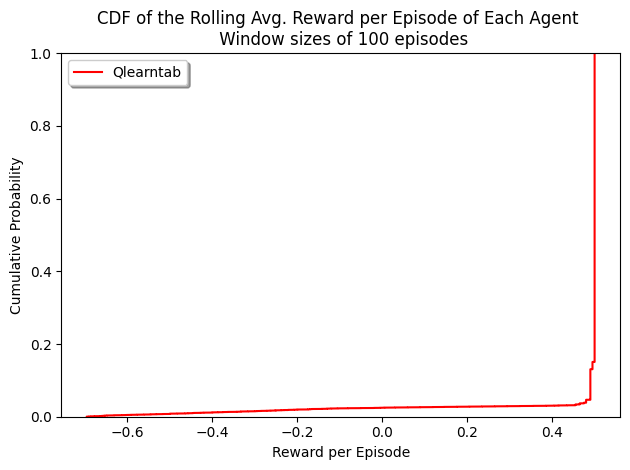 CDF of the Rolling Avg. Reward per Episode of Each Agent
Window sizes of 100 episodes
Qlearntab
Cumulative Probability
1.0
0.8
0.6
0.4
0.2
0.0
−0.6
−0.4
−0.2
0.0
0.2
0.4
Reward per Episode